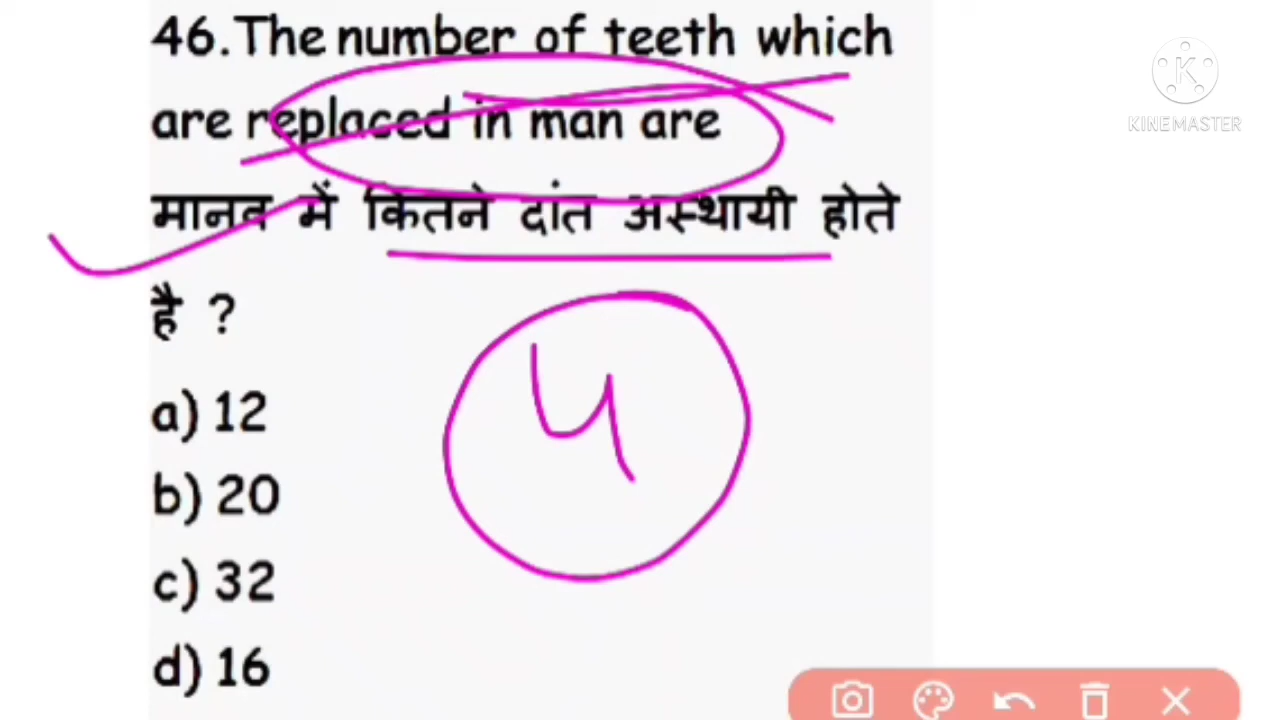 46.The number of teeth which
are replaced in man are
मानव में कितने दांत अस्थायी होते
है ?
4
a) 12
b) 20
c) 32
d) 16
K
KINEMASTER